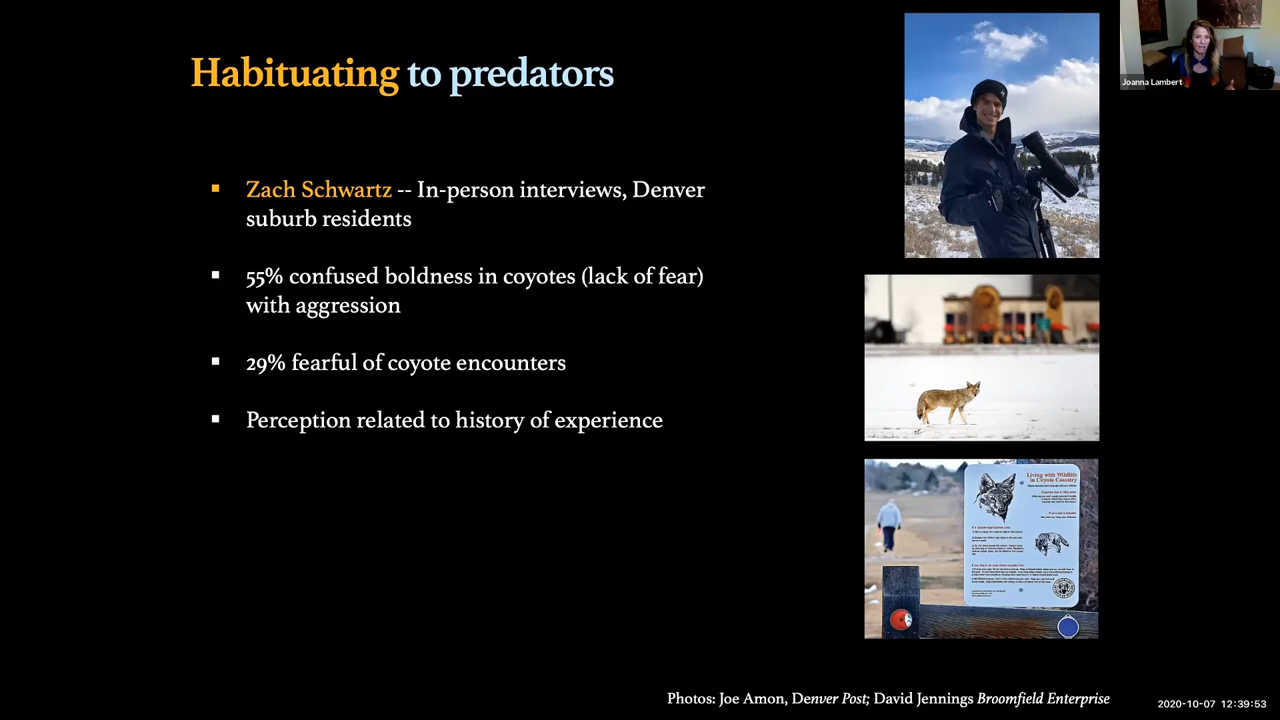 Habituating to predators
Joanna Lambert
▪ Zach Schwartz -- In-person interviews, Denver
suburb residents
▪ 55% confused boldness in coyotes (lack of fear)
with aggression
▪ 29% fearful of coyote encounters
▪ Perception related to history of experience
Living with Wildlife
in Coyote Country
Photos: Joe Amon, Denver Post; David Jennings Broomfield Enterprise
2020-10-07 12:39:53